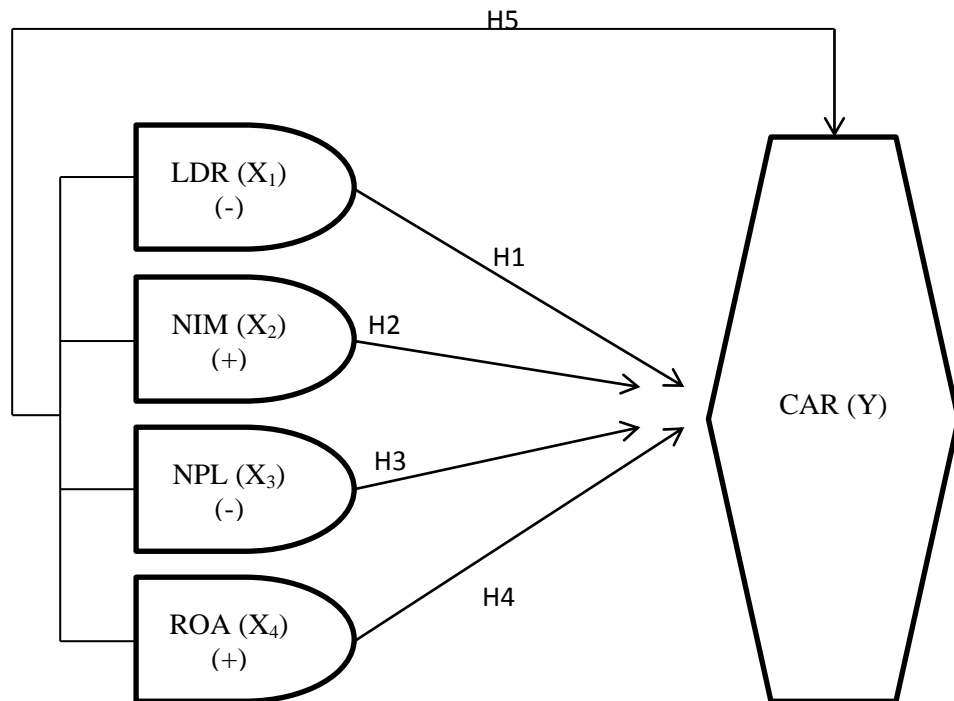 H5
LDR (X₁)
(-)
H1
NIM (X₂)
(+)
H2
CAR (Y)
NPL (X₃)
(-)
H3
ROA (X₄)
(+)
H4